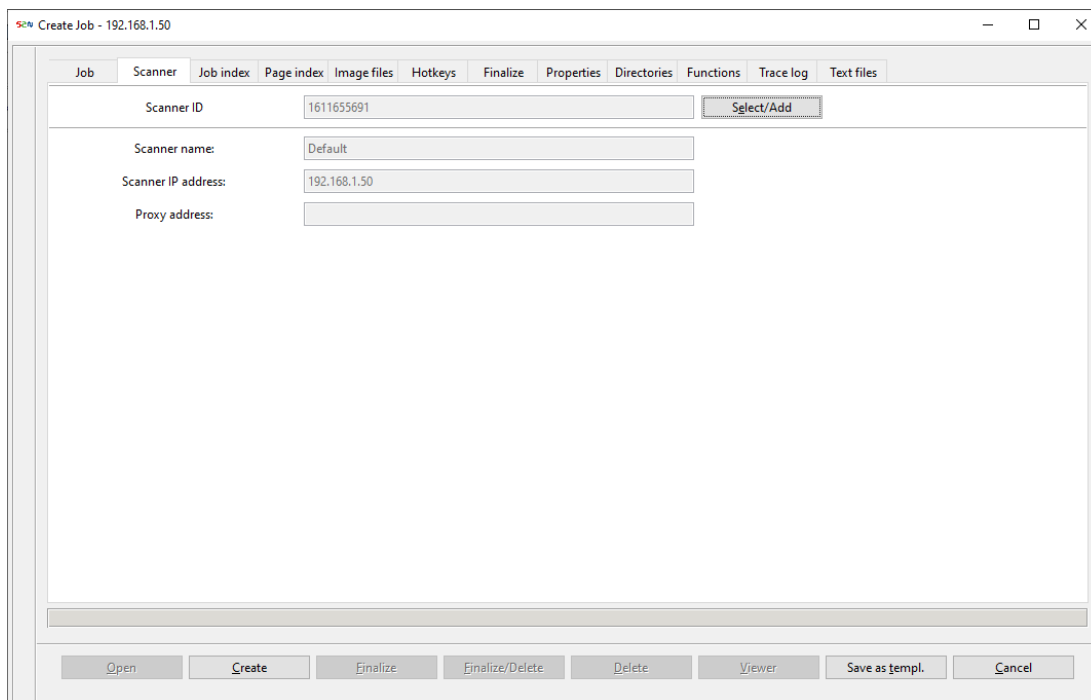 S2N Create Job - 192.168.1.50
Job Scanner Job index Page index Image files Hotkeys Finalize Properties Directories Functions Trace log Text files
Scanner ID 1611655691 Select/Add
Scanner name: Default
Scanner IP address: 192.168.1.50
Proxy address:
Open Create Finalize Finalize/Delete Delete Viewer Save as templ. Cancel